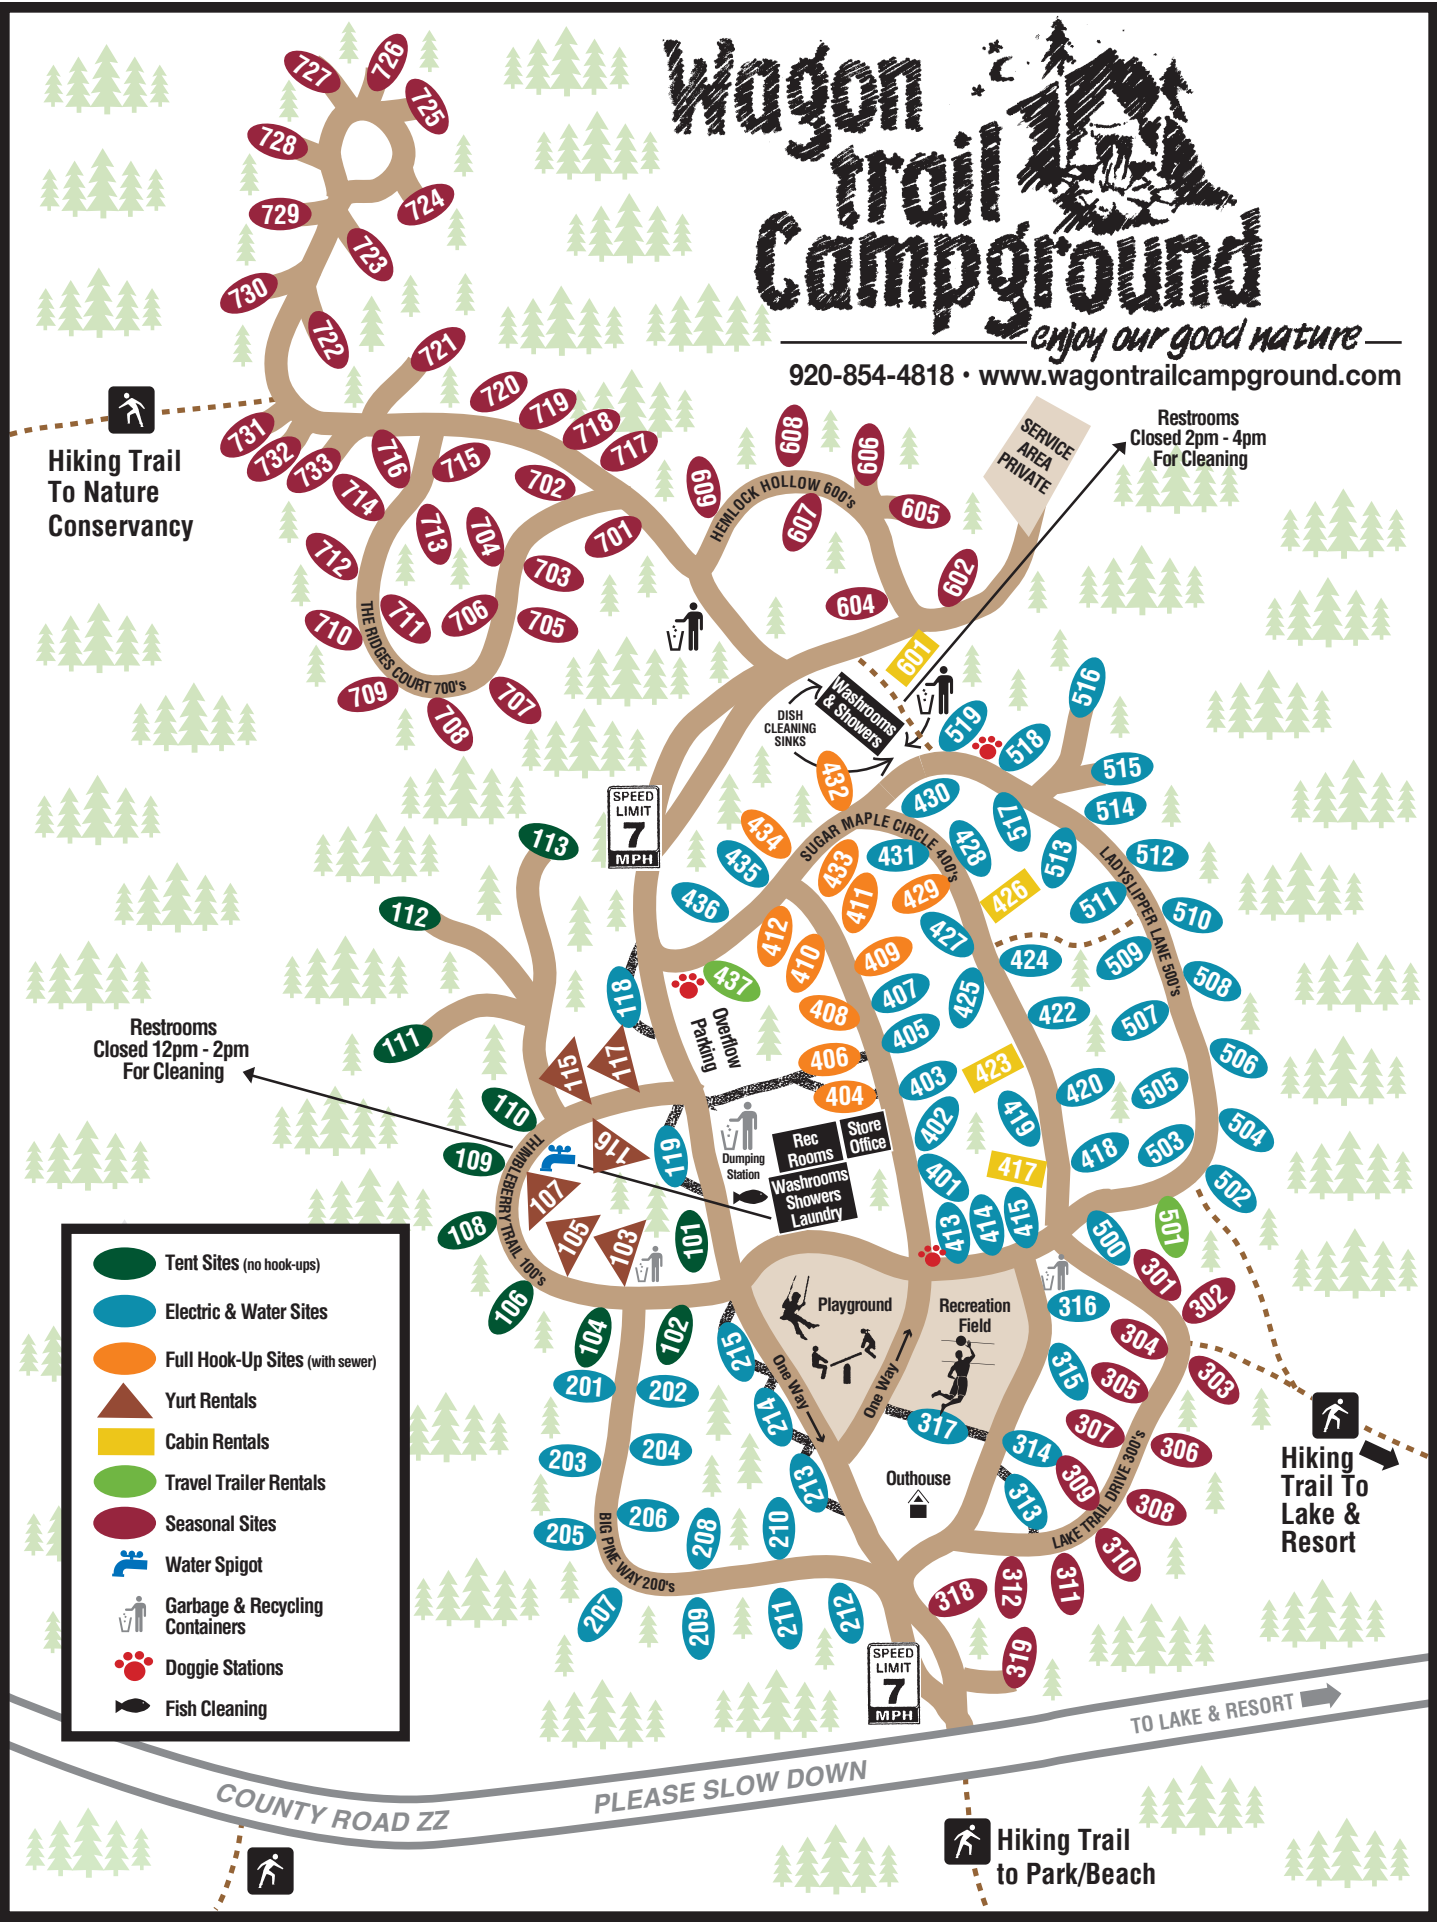 Wagon
trail
Campground
enjoy our good nature
920-854-4818 • www.wagontrailcampground.com
727
726
725
728
729
724
723
730
722
721
720
719
718
717
731
732
733
716
715
714
702
701
713
704
703
712
711
706
705
710
709
708
707
THE RIDGES COURT 700's
Hiking Trail
To Nature
Conservancy
609
608
606
607
605
604
602
601
HEMLOCK HOLLOW 600's
SERVICE
AREA
PRIVATE
Restrooms
Closed 2pm - 4pm
For Cleaning
Washrooms
& Showers
DISH
CLEANING
SINKS
SPEED
LIMIT
7
MPH
519
518
516
515
514
517
513
512
511
510
509
508
507
506
505
504
503
502
501
500
LADYSLIPPER LANE 500's
432
430
434
435
436
433
431
428
429
426
411
412
410
427
409
424
425
407
408
405
422
406
404
403
423
420
402
419
418
417
401
413
414
415
437
SUGAR MAPLE CIRCLE 400's
Overflow
Parking
113
112
111
118
115
117
110
116
119
109
107
108
105
103
101
106
104
102
THIMBLEBERRY TRAIL 100's
Restrooms
Closed 12pm - 2pm
For Cleaning
Dumping
Station
Rec
Rooms
Store
Office
Washrooms
Showers
Laundry
Playground
Recreation
Field
One Way
One Way
Outhouse
301
302
316
304
303
315
305
307
306
317
314
309
313
308
310
312
311
318
319
LAKE TRAIL DRIVE 300's
215
201
202
214
203
204
213
205
206
208
210
207
209
211
212
BIG PINE WAY 200's
Hiking
Trail To
Lake &
Resort
Tent Sites (no hook-ups)
Electric & Water Sites
Full Hook-Up Sites (with sewer)
Yurt Rentals
Cabin Rentals
Travel Trailer Rentals
Seasonal Sites
Water Spigot
Garbage & Recycling
Containers
Doggie Stations
Fish Cleaning
SPEED
LIMIT
7
MPH
TO LAKE & RESORT
COUNTY ROAD ZZ
PLEASE SLOW DOWN
Hiking Trail
to Park/Beach